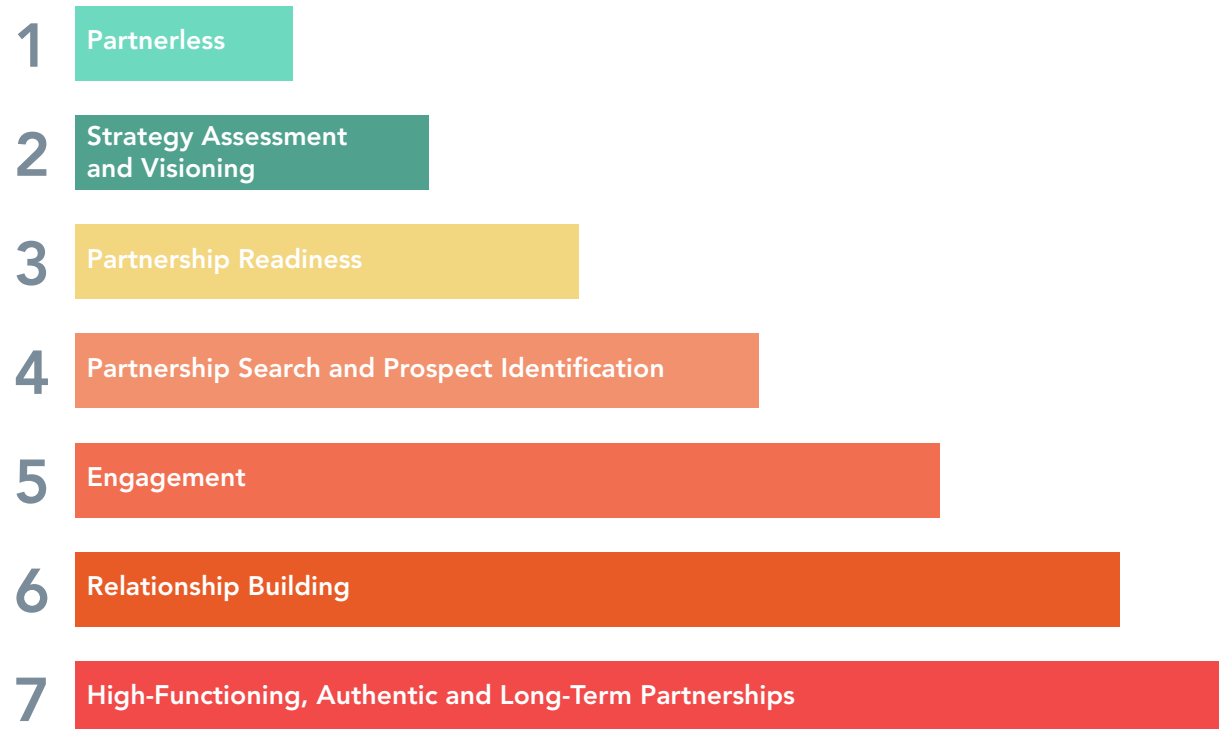 1
Partnerless
2
Strategy Assessment
and Visioning
3
Partnership Readiness
4
Partnership Search and Prospect Identification
5
Engagement
6
Relationship Building
7
High-Functioning, Authentic and Long-Term Partnerships